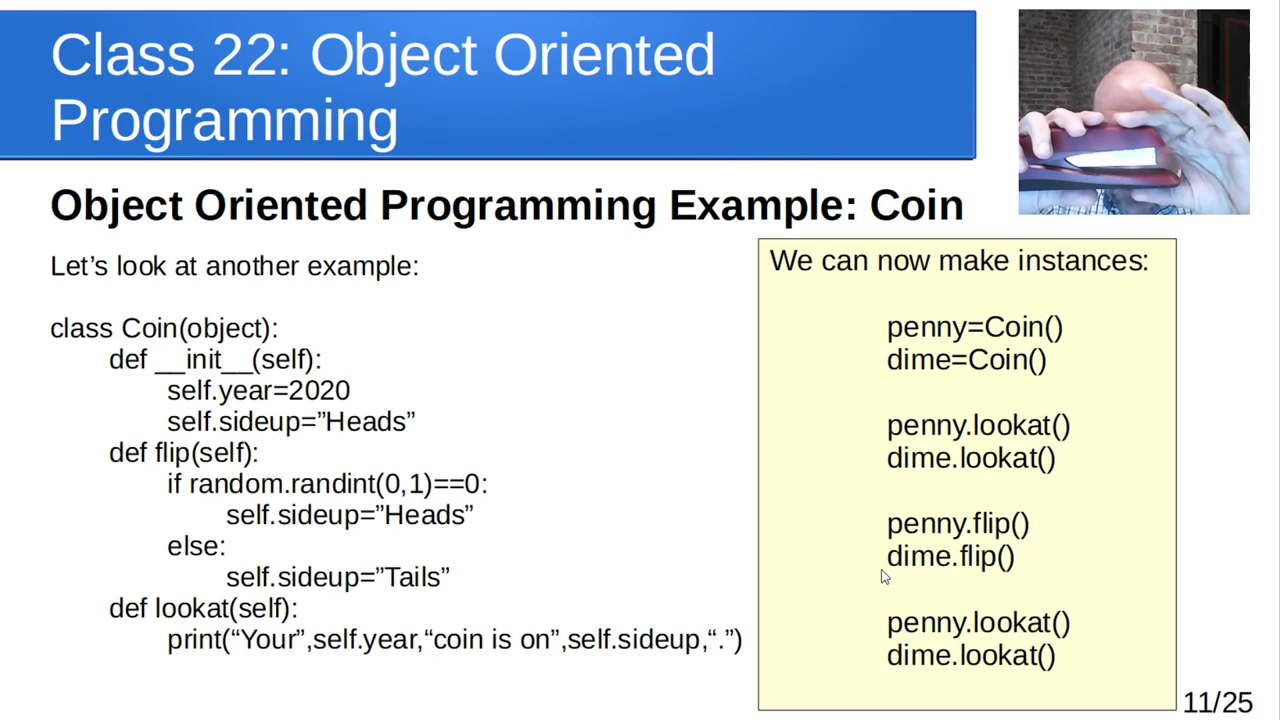 Class 22: Object Oriented
Programming
Object Oriented Programming Example: Coin
Let’s look at another example:
class Coin(object):
def __init__(self):
self.year=2020
self.sideup=”Heads”
def flip(self):
if random.randint(0,1)==0:
self.sideup=”Heads”
else:
self.sideup=”Tails”
def lookat(self):
print(“Your”,self.year,“coin is on”,self.sideup,“.”)
We can now make instances:
penny=Coin()
dime=Coin()
penny.lookat()
dime.lookat()
penny.flip()
dime.flip()
penny.lookat()
dime.lookat()
11/25